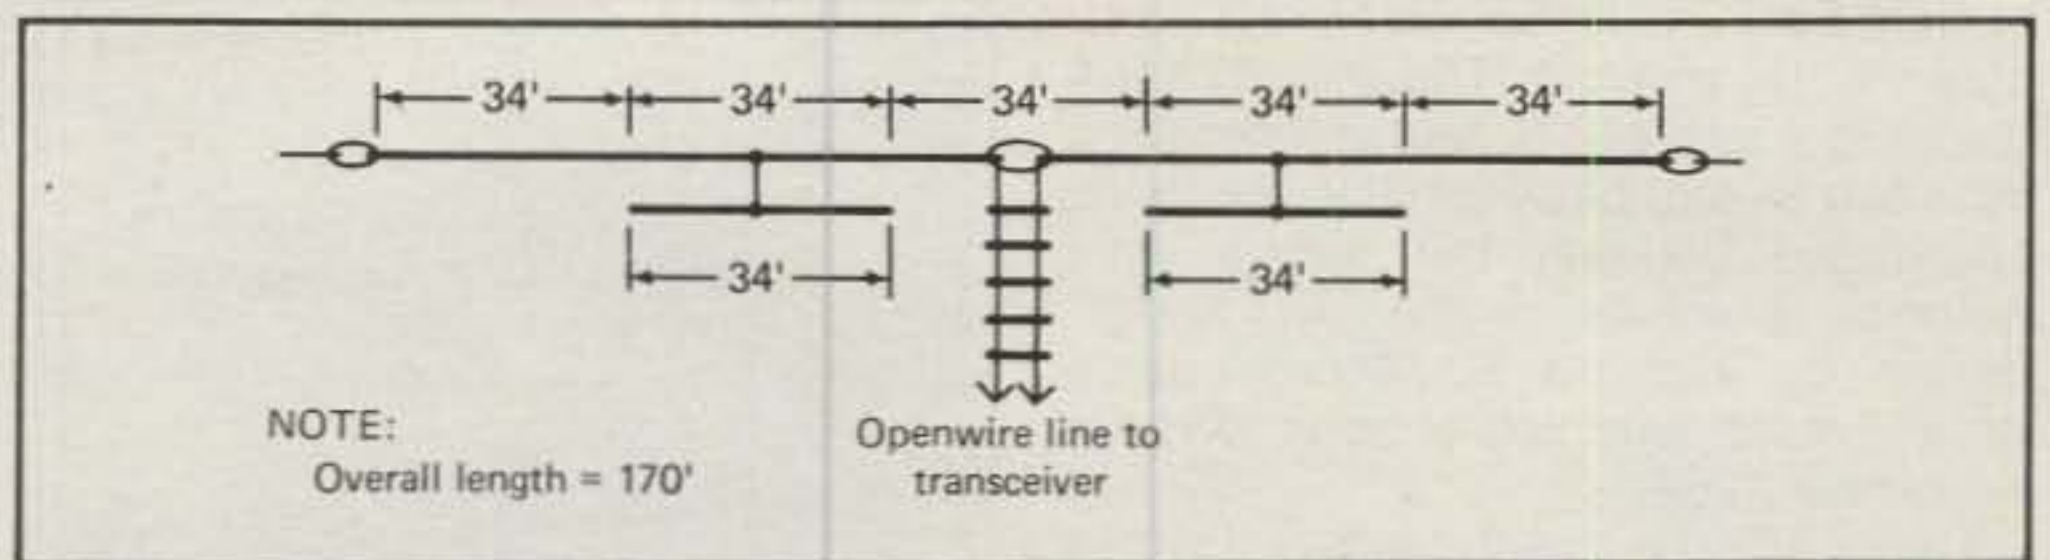 34' 34' 34' 34' 34'
34' 34'
NOTE:
Overall length = 170'
Openwire line to
transceiver